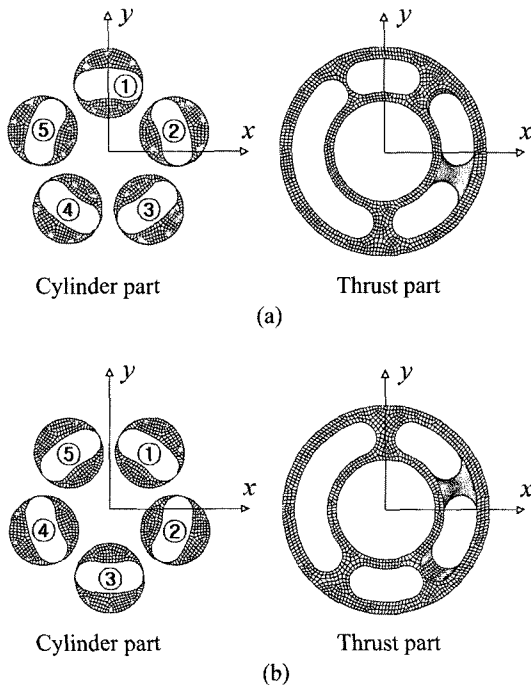 y
①
⑤
②
x
x
④
③
Cylinder part
Thrust part
(a)
y
y
⑤
①
x
x
④
②
③
Cylinder part
Thrust part
(b)
y